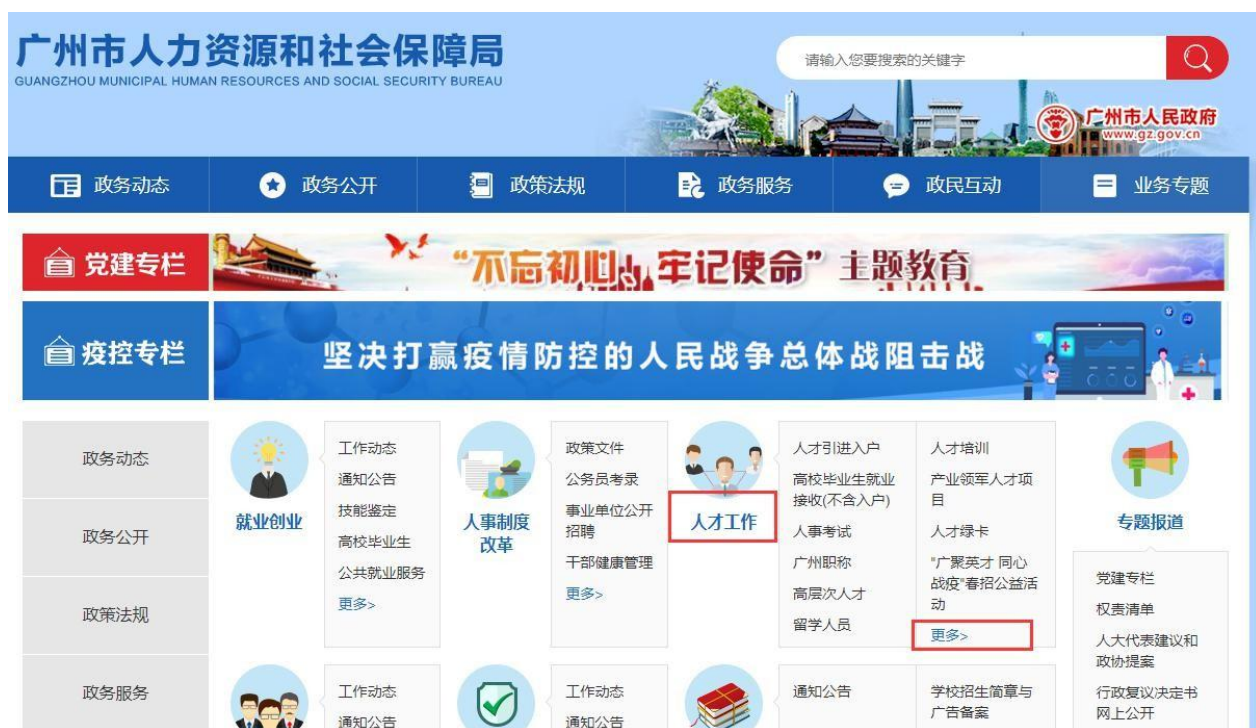 广州市人力资源和社会保障局
GUANGZHOU MUNICIPAL HUMAN RESOURCES AND SOCIAL SECURITY BUREAU
请输入您要搜索的关键字
广州市人民政府
www.gz.gov.cn
政务动态
政务公开
政策法规
政务服务
政民互动
业务专题
党建专栏
“不忘初心、牢记使命”主题教育
疫控专栏
坚决打赢疫情防控的人民战争总体战阻击战
政务动态
政务公开
政策法规
政务服务
就业创业
工作动态
通知公告
技能鉴定
高校毕业生
公共就业服务
更多>
人事制度
改革
政策文件
公务员考录
事业单位公开
招聘
干部健康管理
更多>
人才工作
人才引进入户
高校毕业生就业
接收(不含入户)
人事考试
广州职称
高层次人才
留学人员
人才培训
产业领军人才项
目
人才绿卡
"广聚英才 同心
战疫"春招公益活
动
更多>
专题报道
党建专栏
权责清单
人大代表建议和
政协提案
行政复议决定书
网上公开
工作动态
通知公告
工作动态
通知公告
通知公告
学校招生简章与
广告备案